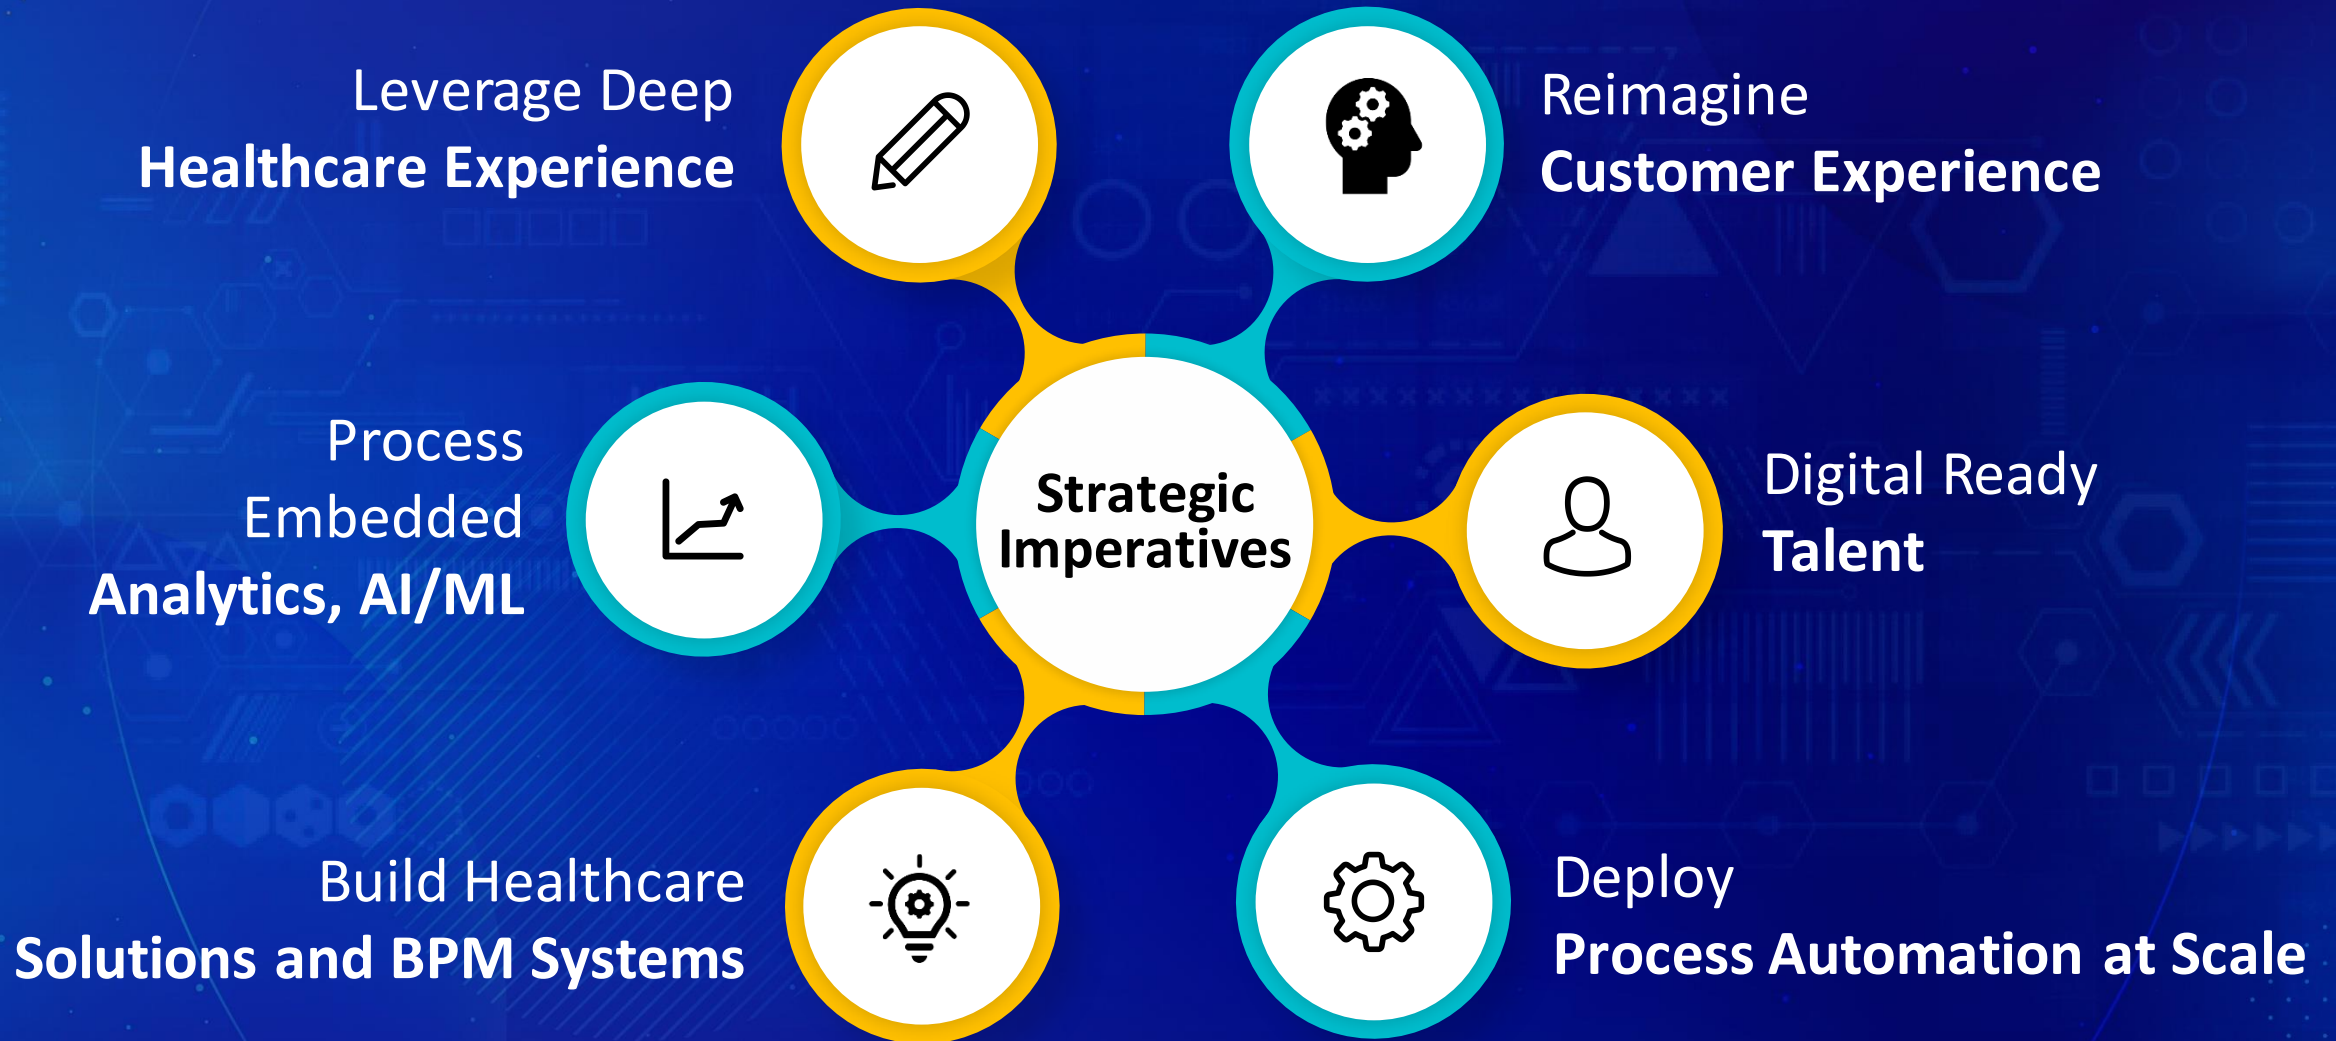 Leverage Deep
Healthcare Experience
Reimagine
Customer Experience
Process
Embedded
Analytics, AI/ML
Strategic
Imperatives
Digital Ready
Talent
Build Healthcare
Solutions and BPM Systems
Deploy
Process Automation at Scale